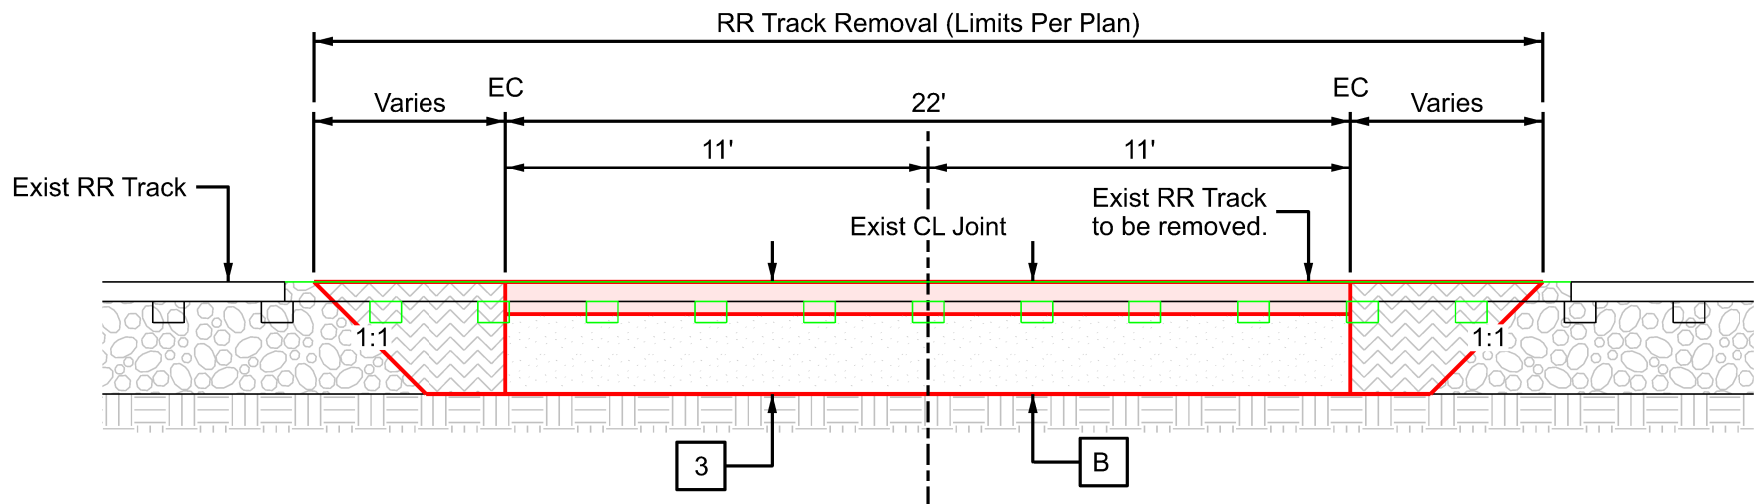 RR Track Removal (Limits Per Plan)
EC
EC
Varies
22'
Varies
11'
11'
Exist RR Track
Exist RR Track
to be removed.
Exist CL Joint
1:1
1:1
3
B